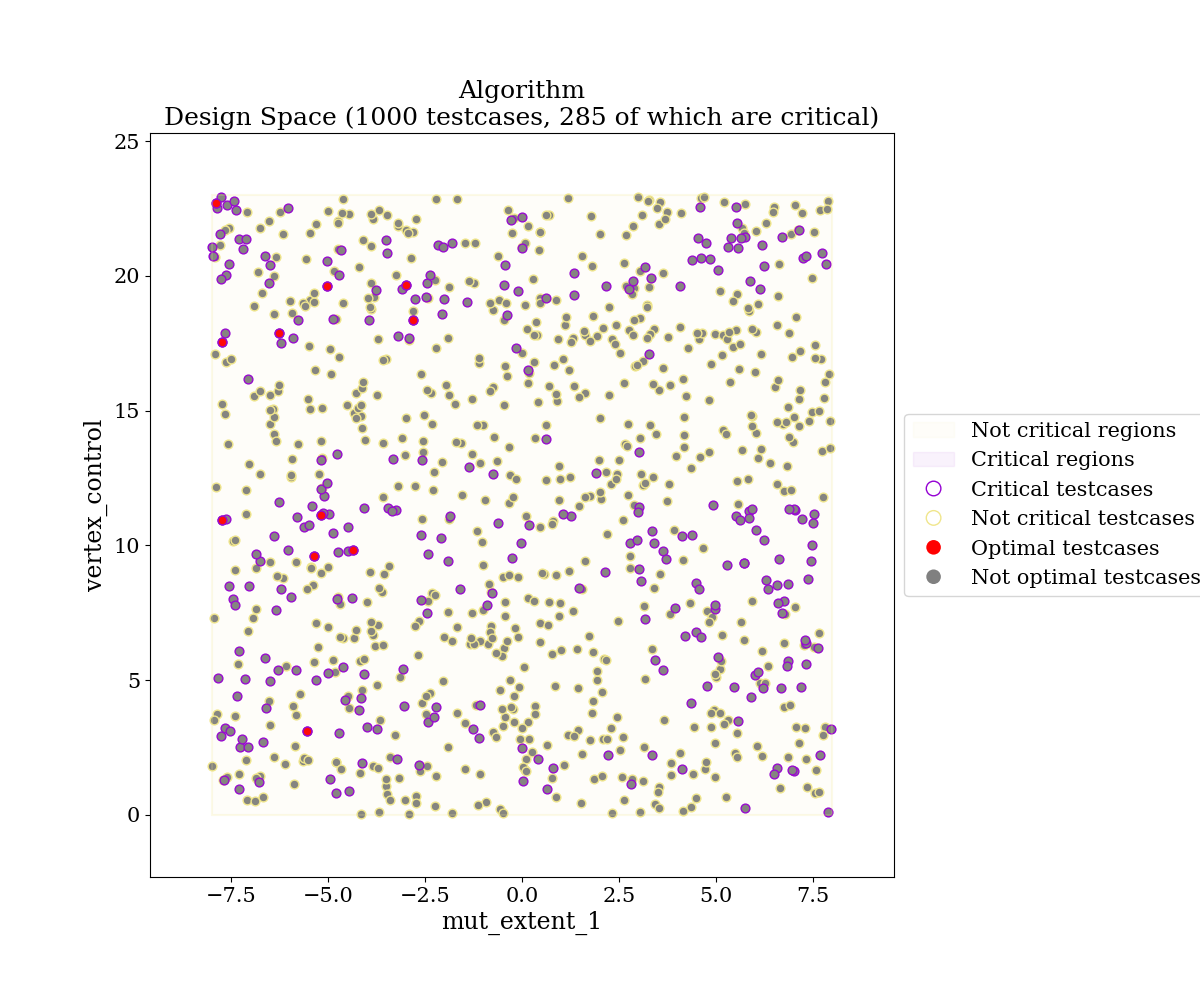 Algorithm
Design Space (1000 testcases, 285 of which are critical)
25
20
15
10
5
0
vertex_control
−7.5
−5.0
−2.5
0.0
2.5
5.0
7.5
mut_extent_1
Not critical regions
Critical regions
Critical testcases
Not critical testcases
Optimal testcases
Not optimal testcases